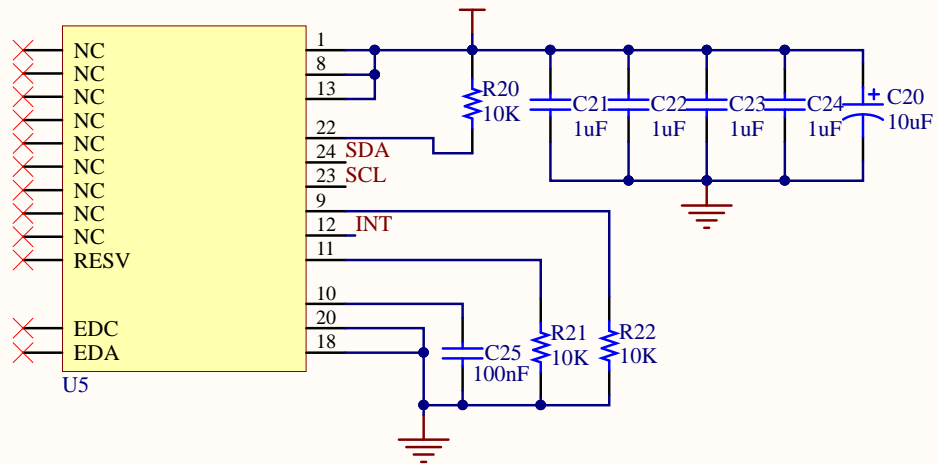 NC
NC
NC
NC
NC
NC
NC
NC
NC
RESV
EDC
EDA
U5
1
8
13
22
24
23
9
12
11
10
20
18
SDA
SCL
INT
R20
10K
C21
1uF
C22
1uF
C23
1uF
C24
1uF
+
C20
10uF
C25
100nF
R21
10K
R22
10K